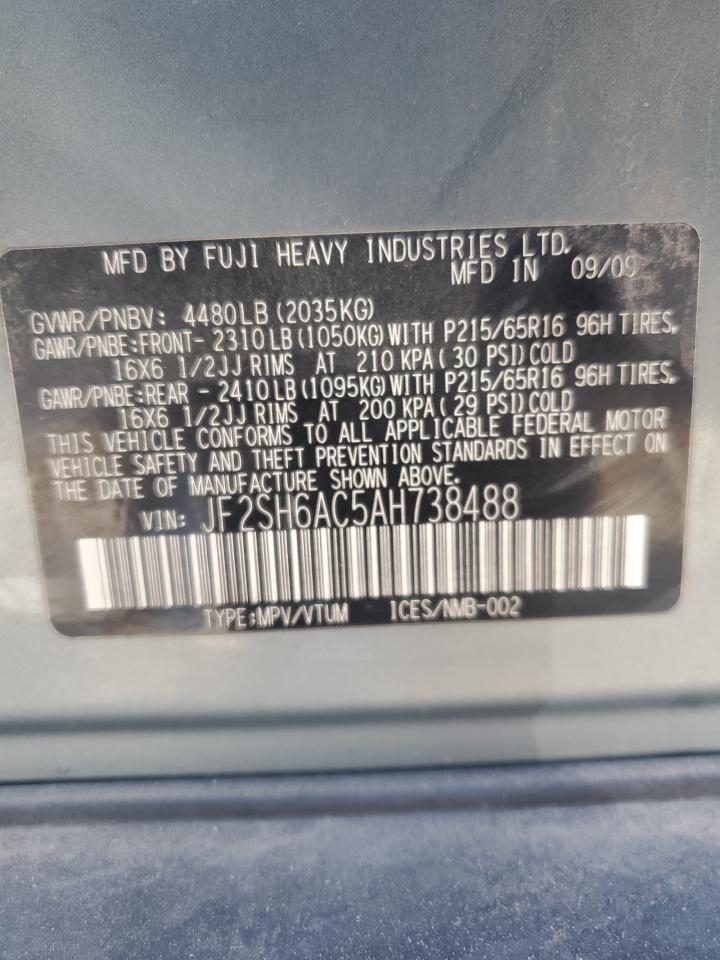 MFD BY FUJI HEAVY INDUSTRIES LTD.
MFD IN 09/09
GVWR/PNBV: 4480LB (2035KG)
GAWR/PNBE:FRONT- 2310LB (1050KG) WITH P215/65R16 96H TIRES,
16X6 1/2JJ RIMS AT 210 KPA (30 PSI) COLD
GAWR/PNBE:REAR - 2410LB (1095KG) WITH P215/65R16 96H TIRES,
16X6 1/2JJ RIMS AT 200 KPA (29 PSI) COLD
THIS VEHICLE CONFORMS TO ALL APPLICABLE FEDERAL MOTOR
VEHICLE SAFETY AND THEFT PREVENTION STANDARDS IN EFFECT ON
THE DATE OF MANUFACTURE SHOWN ABOVE.
VIN: JF2SH6AC5AH738488
TYPE:MPV/VTUM ICES/NMB-002